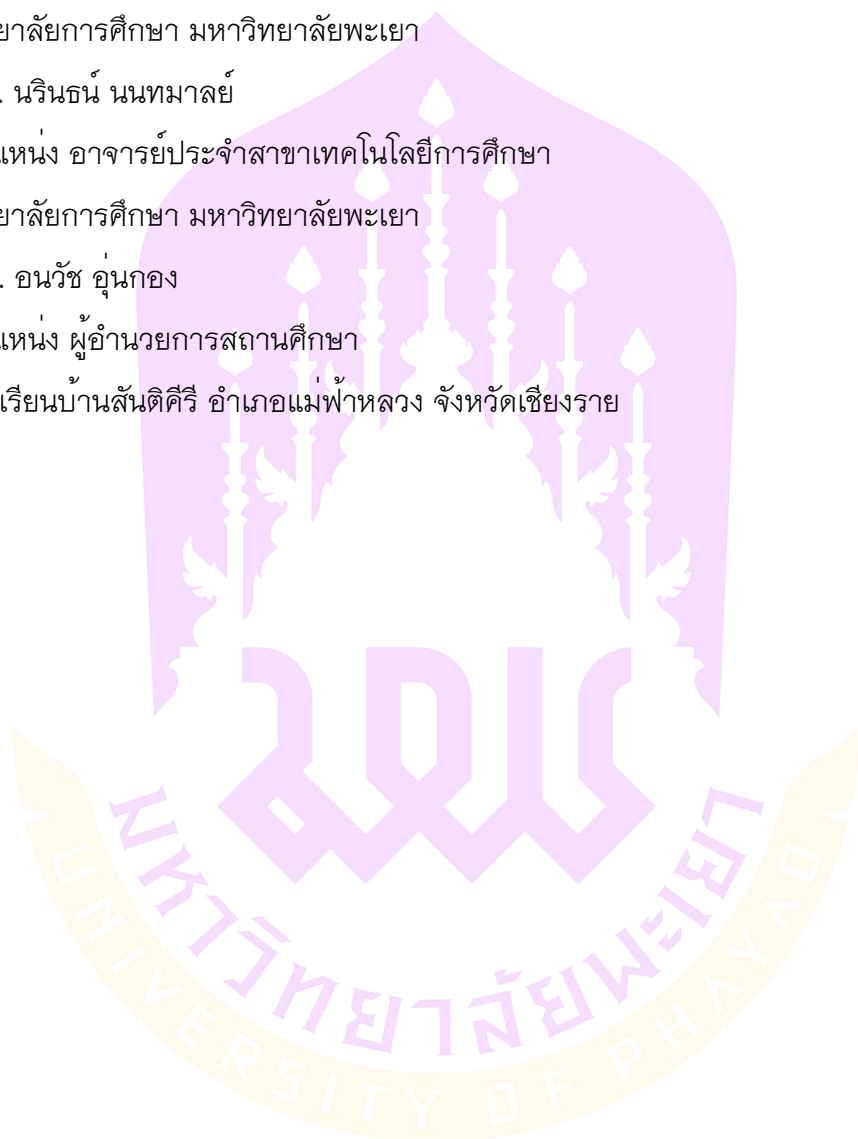 ยาลัยการศึกษา มหาวิทยาลัยพะเยา
. นรินธน์ นนทมาลย์
แหน่ง อาจารย์ประจำสาขาเทคโนโลยีการศึกษา
ยาลัยการศึกษา มหาวิทยาลัยพะเยา
. อนวัช อุ่นกอง
แหน่ง ผู้อำนวยการสถานศึกษา
เรียนบ้านสันติคีรี อำเภอแม่ฟ้าหลวง จังหวัดเชียงราย
มหาวิทยาลัยพะเยา
UNIVERSITY OF PHAYAO